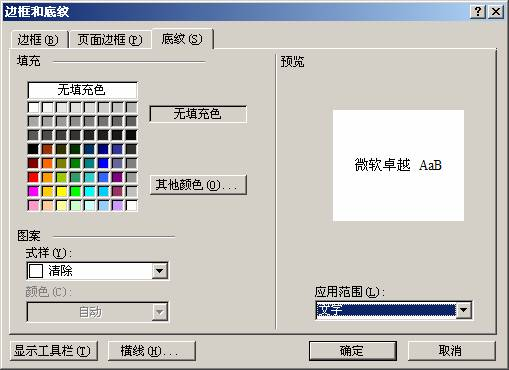 边框和底纹
边框(B) 页面边框(P) 底纹(S)
填充
无填充色
无填充色
其他颜色(O)...
图案
式样(Y):
清除
颜色(C):
自动
预览
微软卓越 AaB
应用范围(L):
文字
显示工具栏(T) 横线(H)... 确定 取消